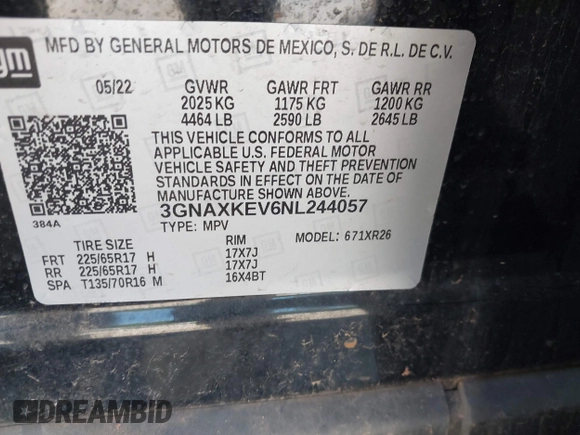 gm
MFD BY GENERAL MOTORS DE MEXICO, S. DE R.L. DE C.V.
05/22 GVWR GAWR FRT GAWR RR
2025 KG 1175 KG 1200 KG
4464 LB 2590 LB 2645 LB
THIS VEHICLE CONFORMS TO ALL
APPLICABLE U.S. FEDERAL MOTOR
VEHICLE SAFETY AND THEFT PREVENTION
STANDARDS IN EFFECT ON THE DATE OF
MANUFACTURE SHOWN ABOVE.
384A 3GNAXKEV6NL244057
TYPE: MPV MODEL: 671XR26
TIRE SIZE RIM
FRT 225/65R17 H 17X7J
RR 225/65R17 H 17X7J
SPA T135/70R16 M 16X4BT
DREAMBID